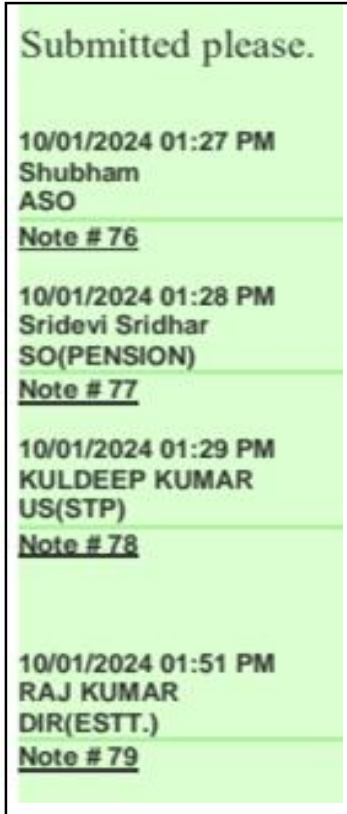 Submitted please.
10/01/2024 01:27 PM
Shubham
ASO
Note # 76
10/01/2024 01:28 PM
Sridevi Sridhar
SO(PENSION)
Note # 77
10/01/2024 01:29 PM
KULDEEP KUMAR
US(STP)
Note # 78
10/01/2024 01:51 PM
RAJ KUMAR
DIR(ESTT.)
Note # 79